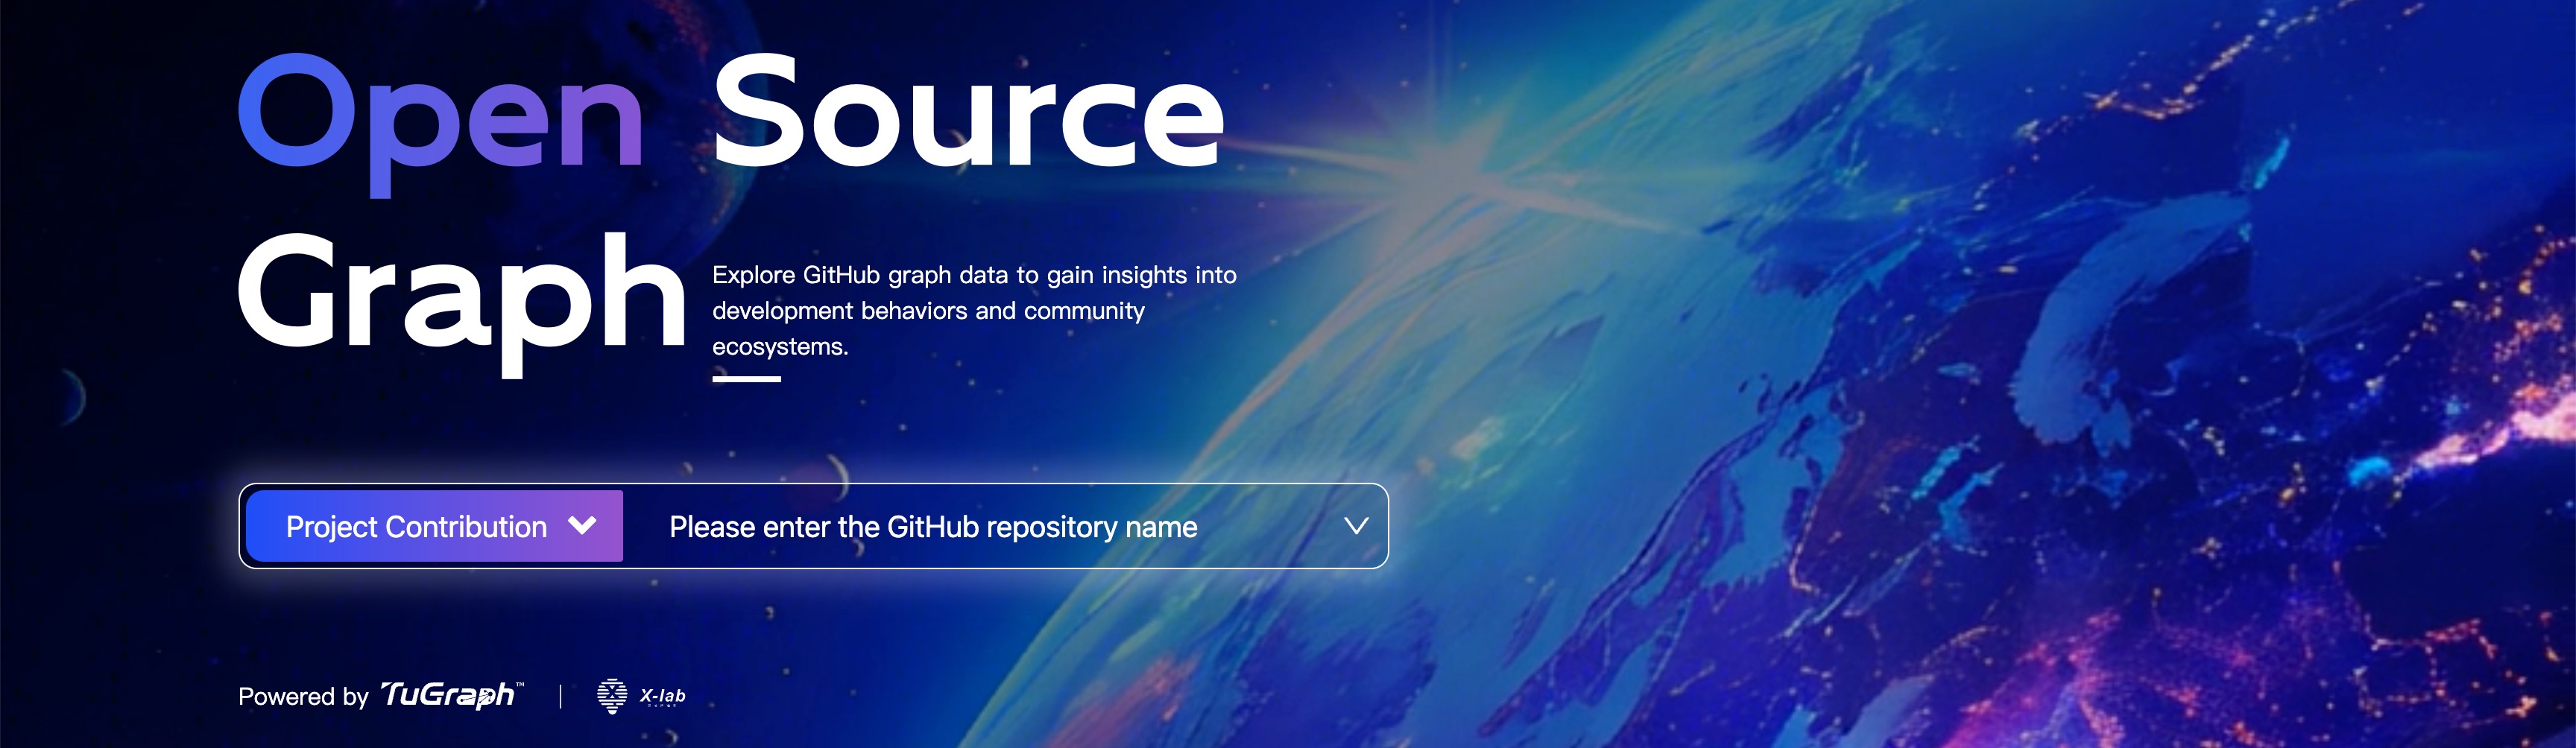 Open Source
Graph
Explore GitHub graph data to gain insights into
development behaviors and community
ecosystems.
Project Contribution
Please enter the GitHub repository name
Powered by TuGraph™
X-lab